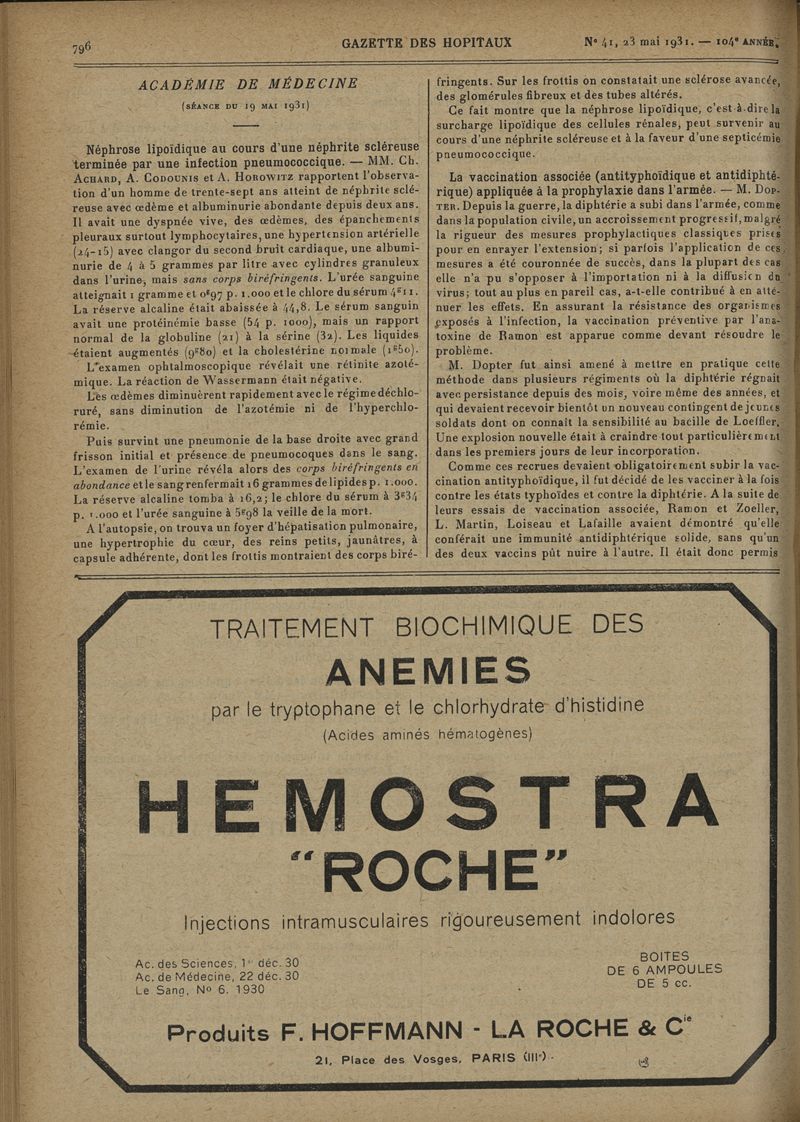 796
GAZETTE DES HOPITAUX
N° 41, 23 mai 1931. — 104e ANNÉE.
ACADÉMIE DE MÉDECINE
(SÉANCE DU 19 MAI 1931)
Néphrose lipoïdique au cours d'une néphrite scléreuse
terminée par une infection pneumococcique. — MM. Ch.
ACHARD, A. CODOUNIS et A. HOROWITZ rapportent l'observa-
tion d'un homme de trente-sept ans atteint de néphrite sclé-
reuse avec œdème et albuminurie abondante depuis deux ans.
Il avait une dyspnée vive, des œdèmes, des épanchements
pleuraux surtout lymphocytaires, une hypertension artérielle
(24-15) avec clangor du second bruit cardiaque, une albumi-
nurie de 4 à 5 grammes par litre avec cylindres granuleux
dans l'urine, mais sans corps biréfringents. L'urée sanguine
atteignait 1 gramme et 0g97 p. 1.000 et le chlore du sérum 4g11.
La réserve alcaline était abaissée à 44,8. Le sérum sanguin
avait une protéinémie basse (54 p. 1000), mais un rapport
normal de la globuline (21) à la sérine (32). Les liquides
étaient augmentés (9g80) et la cholestérine normale (1g50).
L'examen ophtalmoscopique révélait une rétinite azoté-
mique. La réaction de Wassermann était négative.
Les œdèmes diminuèrent rapidement avec le régime déchlo-
ruré, sans diminution de l'azotémie ni de l'hyperchlo-
rémie.
Puis survint une pneumonie de la base droite avec grand
frisson initial et présence de pneumocoques dans le sang.
L'examen de l'urine révéla alors des corps biréfringents en
abondance et le sang renfermait 16 grammes de lipides p. 1.000.
La réserve alcaline tomba à 16,2; le chlore du sérum à 3g34
p. 1.000 et l'urée sanguine à 5g98 la veille de la mort.
A l'autopsie, on trouva un foyer d'hépatisation pulmonaire,
une hypertrophie du cœur, des reins petits, jaunâtres, à
capsule adhérente, dont les frottis montraient des corps biré-
fringents. Sur les frottis on constatait une sclérose avancée,
des glomérules fibreux et des tubes altérés.
Ce fait montre que la néphrose lipoïdique, c'est-à-dire la
surcharge lipoïdique des cellules rénales, peut survenir au
cours d'une néphrite scléreuse et à la faveur d'une septicémie
pneumococcique.
La vaccination associée (antityphoïdique et antidiphté-
rique) appliquée à la prophylaxie dans l'armée. — M. DOP-
TER. Depuis la guerre, la diphtérie a subi dans l'armée, comme
dans la population civile, un accroissement progressif, malgré
la rigueur des mesures prophylactiques classiques prises
pour en enrayer l'extension; si parfois l'application de ces
mesures a été couronnée de succès, dans la plupart des cas
elle n'a pu s'opposer à l'importation ni à la diffusion du
virus; tout au plus en pareil cas, a-t-elle contribué à en atté-
nuer les effets. En assurant la résistance des organismes
exposés à l'infection, la vaccination préventive par l'ana-
toxine de Ramon est apparue comme devant résoudre le
problème.
M. Dopter fut ainsi amené à mettre en pratique cette
méthode dans plusieurs régiments où la diphtérie régnait
avec persistance depuis des mois, voire même des années, et
qui devaient recevoir bientôt un nouveau contingent de jeunes
soldats dont on connaît la sensibilité au bacille de Loeffler.
Une explosion nouvelle était à craindre tout particulièrement
dans les premiers jours de leur incorporation.
Comme ces recrues devaient obligatoirement subir la vac-
cination antityphoïdique, il fut décidé de les vacciner à la fois
contre les états typhoïdes et contre la diphtérie. A la suite de
leurs essais de vaccination associée, Ramon et Zoeller,
L. Martin, Loiseau et Lafaille avaient démontré qu'elle
conférait une immunité antidiphtérique solide, sans qu'un
des deux vaccins pût nuire à l'autre. Il était donc permis
TRAITEMENT BIOCHIMIQUE DES
ANEMIES
par le tryptophane et le chlorhydrate d'histidine
(Acides aminés hématogènes)
HEMOSTRA
"ROCHE"
Injections intramusculaires rigoureusement indolores
Ac. des Sciences, 1r déc. 30
Ac. de Médecine, 22 déc. 30
Le Sang, No 6. 1930
BOITES
DE 6 AMPOULES
DE 5 cc.
Produits F. HOFFMANN - LA ROCHE & Cie
21, Place des Vosges, PARIS (IIIe)